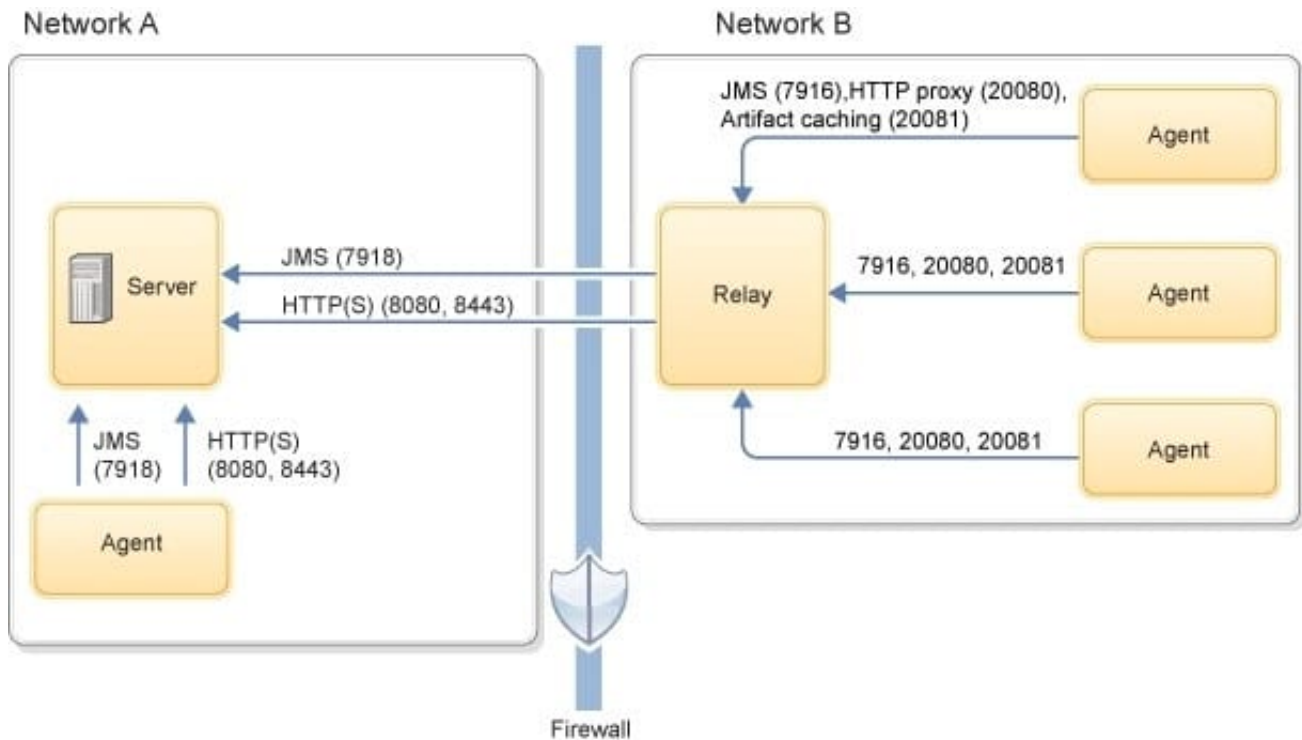 Network A
Network B
JMS (7916),HTTP proxy (20080),
Artifact caching (20081)
Agent
Server
JMS (7918)
HTTP(S) (8080, 8443)
Relay
7916, 20080, 20081
Agent
JMS
(7918)
HTTP(S)
(8080, 8443)
7916, 20080, 20081
Agent
Agent
Firewall